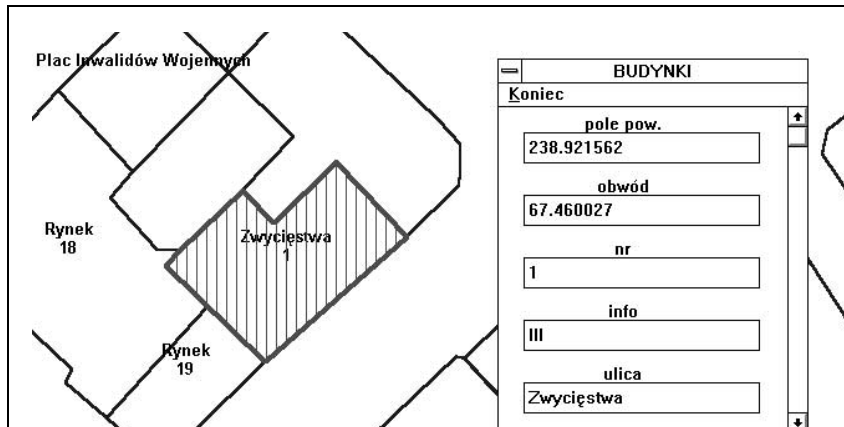 Plac Inwalidów Wojennych
Rynek
18
Zwycięstwa
1
Rynek
19
BUDYNKI
Koniec
pole pow.
238.921562
obwód
67.460027
nr
1
info
III
ulica
Zwycięstwa